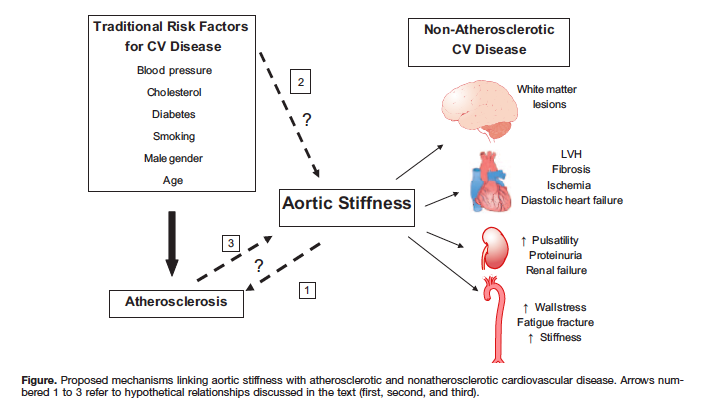 Traditional Risk Factors
for CV Disease
Blood pressure
Cholesterol
Diabetes
Smoking
Male gender
Age
2
?
Non-Atherosclerotic
CV Disease
White matter
lesions
LVH
Fibrosis
Ischemia
Diastolic heart failure
Aortic Stiffness
3
?
1
Atherosclerosis
↑ Pulsatility
Proteinuria
Renal failure
↑ Wall stress
Fatigue fracture
↑ Stiffness
Figure. Proposed mechanisms linking aortic stiffness with atherosclerotic and nonatherosclerotic cardiovascular disease. Arrows num-
bered 1 to 3 refer to hypothetical relationships discussed in the text (first, second, and third).